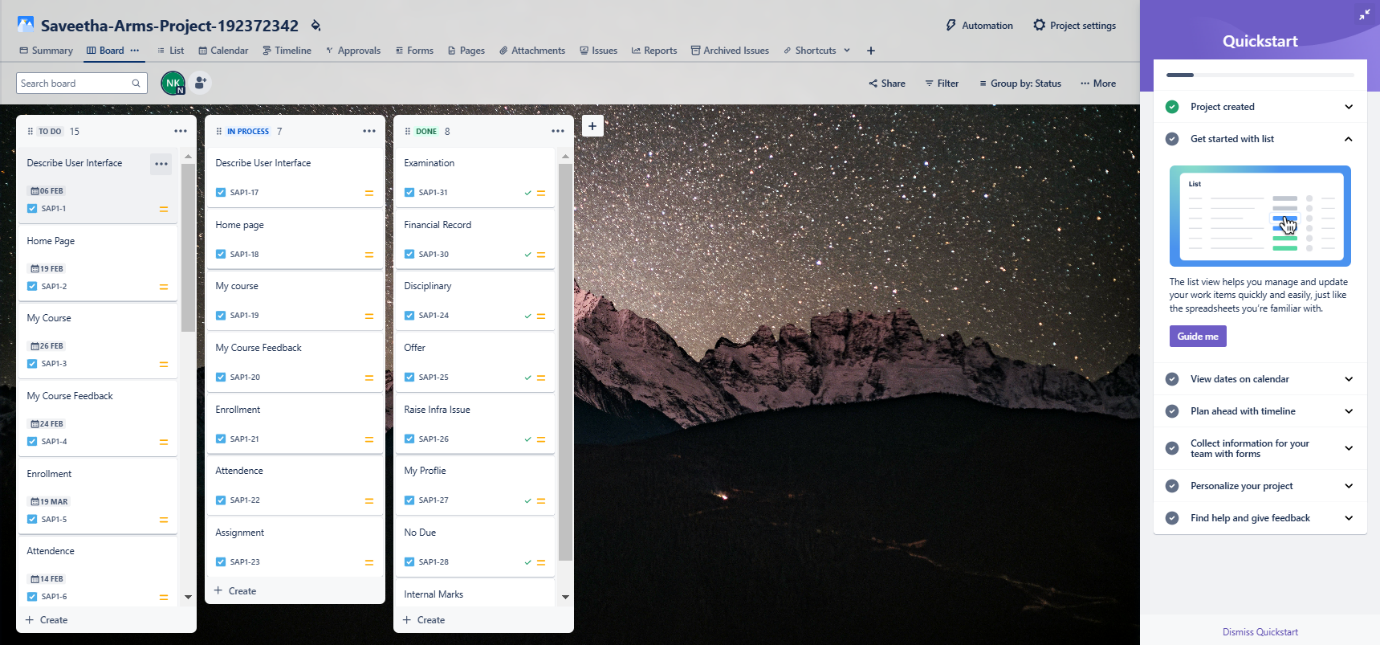 Saveetha-Arms-Project-192372342
Automation
Project settings
Summary
Board
List
Calendar
Timeline
Approvals
Forms
Pages
Attachments
Issues
Reports
Archived Issues
Shortcuts
Search board
NK
N
Share
Filter
Group by: Status
More
TO DO 15
Describe User Interface
06 FEB
SAP1-1
Home Page
19 FEB
SAP1-2
My Course
26 FEB
SAP1-3
My Course Feedback
24 FEB
SAP1-4
Enrollment
19 MAR
SAP1-5
Attendence
14 FEB
SAP1-6
Create
IN PROCESS 7
Describe User Interface
SAP1-17
Home page
SAP1-18
My course
SAP1-19
My Course Feedback
SAP1-20
Enrollment
SAP1-21
Attendence
SAP1-22
Assignment
SAP1-23
Create
DONE 8
Examination
SAP1-31
Financial Record
SAP1-30
Disciplinary
SAP1-24
Offer
SAP1-25
Raise Infra Issue
SAP1-26
My Proflie
SAP1-27
No Due
SAP1-28
Internal Marks
Create
Quickstart
Project created
Get started with list
List
The list view helps you manage and update
your work items quickly and easily, just like
the spreadsheets you're familiar with.
Guide me
View dates on calendar
Plan ahead with timeline
Collect information for your
team with forms
Personalize your project
Find help and give feedback
Dismiss Quickstart